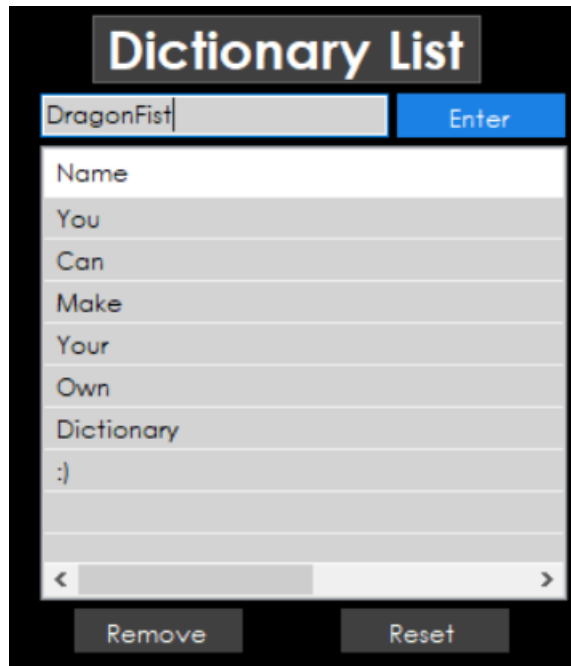 Dictionary List
DragonFist
Enter
Name
You
Can
Make
Your
Own
Dictionary
:)
Remove
Reset